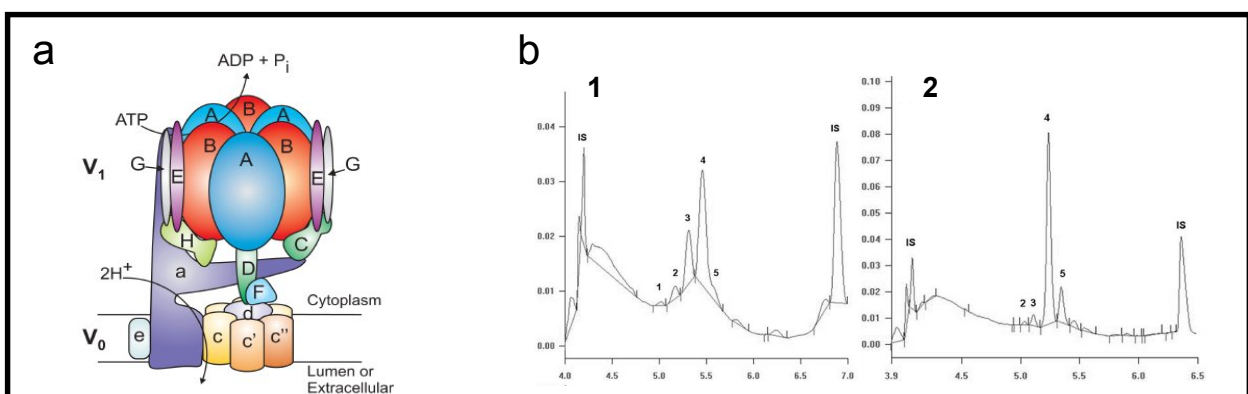 a
ADP + Pi
ATP
A B A
B B
A
V1
G E E G
H C
a D
2H+
F
Cytoplasm
d
V0
e c c' c"
Lumen or
Extracellular
b
1
0.04
0.03
0.02
0.01
0.00
IS
1
2
3
4
5
IS
4.0 4.5 5.0 5.5 6.0 6.5 7.0
2
0.10
0.09
0.08
0.07
0.06
0.05
0.04
0.03
0.02
0.01
0.00
IS
2 3
4
5
IS
3.9 4.5 5.0 5.5 6.0 6.5